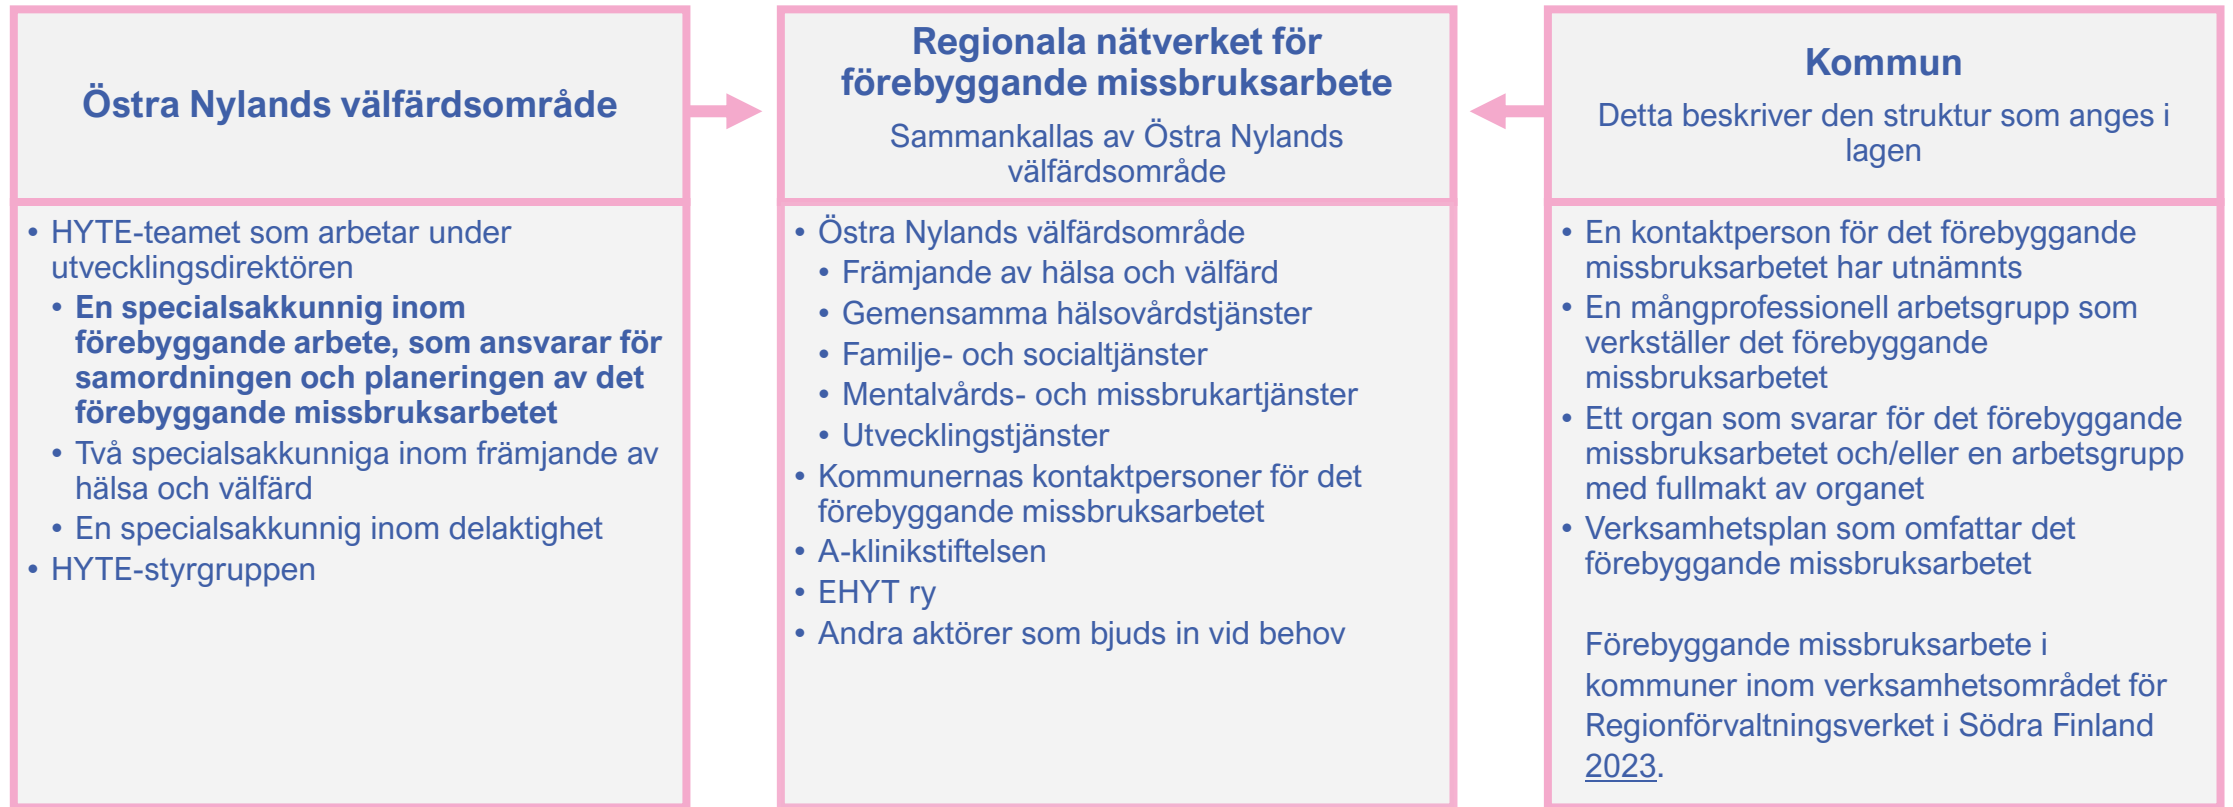 Östra Nylands välfärdsområde
• HYTE-teamet som arbetar under
utvecklingsdirektören
• En specialsakkunnig inom
förebyggande arbete, som ansvarar för
samordningen och planeringen av det
förebyggande missbruksarbetet
• Två specialsakkunniga inom främjande av
hälsa och välfärd
• En specialsakkunnig inom delaktighet
• HYTE-styrgruppen
Regionala nätverket för
förebyggande missbruksarbete
Sammankallas av Östra Nylands
välfärdsområde
• Östra Nylands välfärdsområde
• Främjande av hälsa och välfärd
• Gemensamma hälsovårdstjänster
• Familje- och socialtjänster
• Mentalvårds- och missbrukartjänster
• Utvecklingstjänster
• Kommunernas kontaktpersoner för det
förebyggande missbruksarbetet
• A-klinikstiftelsen
• EHYT ry
• Andra aktörer som bjuds in vid behov
Kommun
Detta beskriver den struktur som anges i
lagen
• En kontaktperson för det förebyggande
missbruksarbetet har utnämnts
• En mångprofessionell arbetsgrupp som
verkställer det förebyggande
missbruksarbetet
• Ett organ som svarar för det förebyggande
missbruksarbetet och/eller en arbetsgrupp
med fullmakt av organet
• Verksamhetsplan som omfattar det
förebyggande missbruksarbetet
Förebyggande missbruksarbete i
kommuner inom verksamhetsområdet för
Regionförvaltningsverket i Södra Finland
2023.